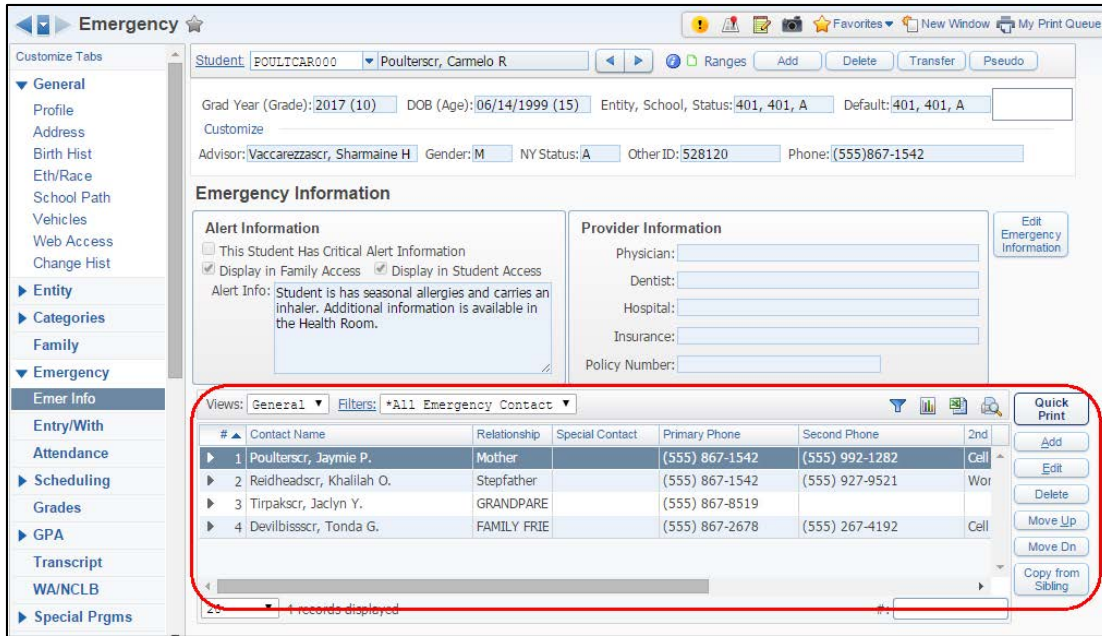 Emergency
Favorites New Window My Print Queue
Customize Tabs
General
Profile
Address
Birth Hist
Eth/Race
School Path
Vehicles
Web Access
Change Hist
Entity
Categories
Family
Emergency
Emer Info
Entry/With
Attendance
Scheduling
Grades
GPA
Transcript
WA/NCLB
Special Prgms
Student: POULTCAR000 Poulterscr, Carmelo R Ranges Add Delete Transfer Pseudo
Grad Year (Grade): 2017 (10) DOB (Age): 06/14/1999 (15) Entity, School, Status: 401, 401, A Default: 401, 401, A
Customize
Advisor: Vaccarezzascr, Sharmaine H Gender: M NY Status: A Other ID: 528120 Phone: (555)867-1542
Emergency Information
Alert Information
This Student Has Critical Alert Information
Display in Family Access Display in Student Access
Alert Info: Student is has seasonal allergies and carries an
inhaler. Additional information is available in
the Health Room.
Provider Information
Physician:
Dentist:
Hospital:
Insurance:
Policy Number:
Edit
Emergency
Information
Views: General Filters: *All Emergency Contact
# Contact Name Relationship Special Contact Primary Phone Second Phone 2nd
1 Poulterscr, Jaymie P. Mother (555) 867-1542 (555) 992-1282 Cell
2 Reidheadscr, Khalilah O. Stepfather (555) 867-1542 (555) 927-9521 Wor
3 Tirpakscr, Jaclyn Y. GRANDPARE (555) 867-8519
4 Devilbissscr, Tonda G. FAMILY FRIE (555) 867-2678 (555) 267-4192 Cell
Quick
Print
Add
Edit
Delete
Move Up
Move Dn
Copy from
Sibling
records displayed #: